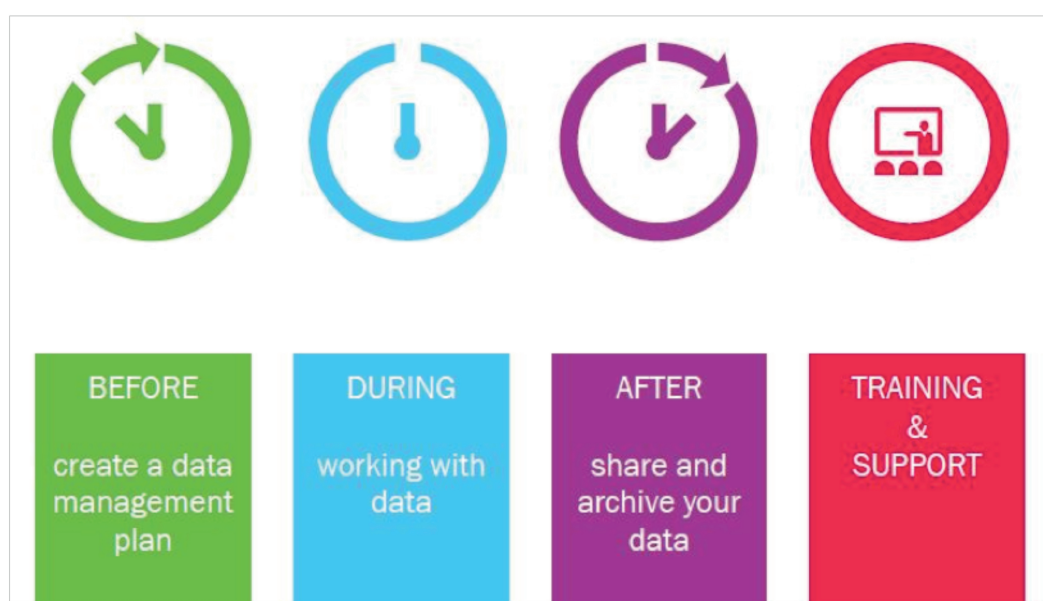 BEFORE
create a data
management
plan
DURING
working with
data
AFTER
share and
archive your
data
TRAINING
&
SUPPORT